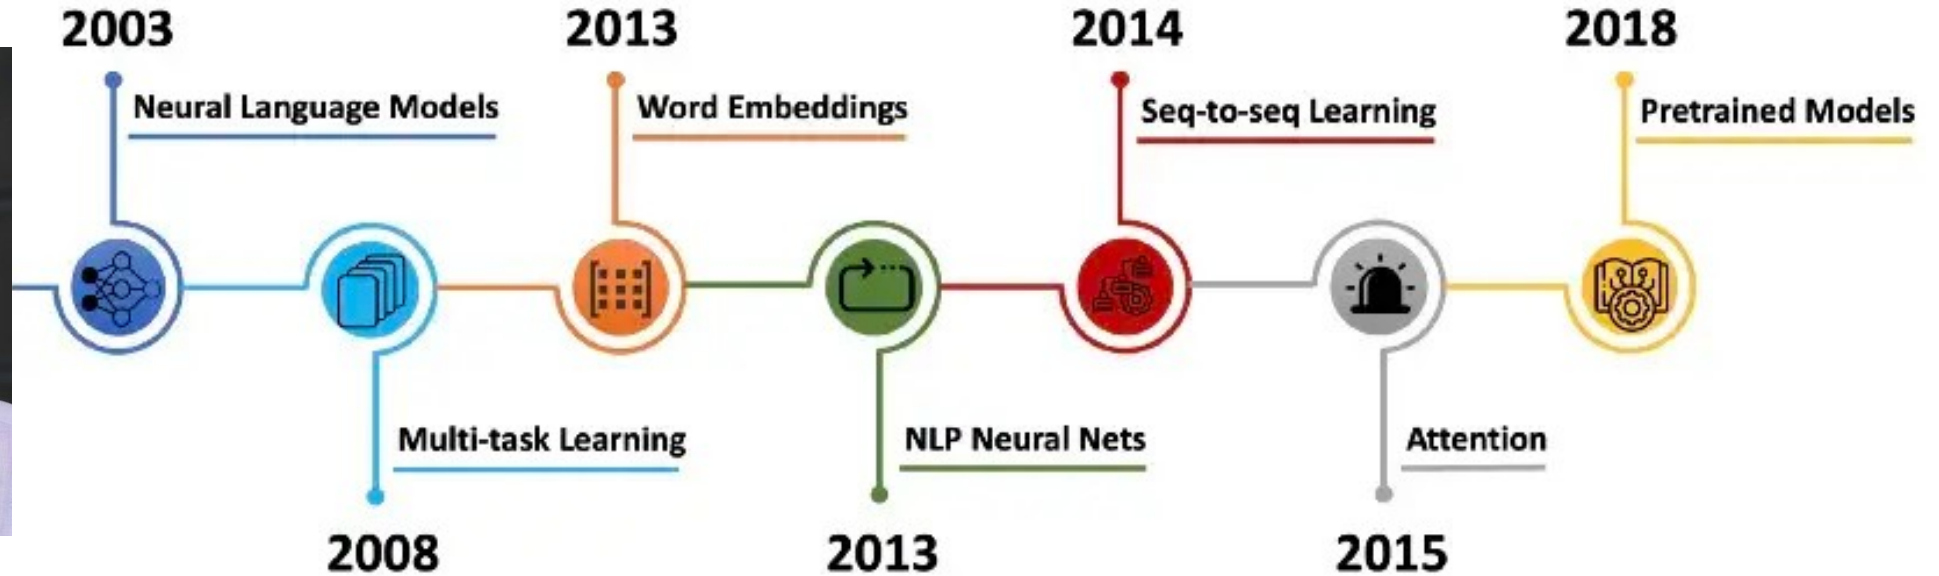 2003
Neural Language Models
2013
Word Embeddings
2014
Seq-to-seq Learning
2018
Pretrained Models
Multi-task Learning
2008
NLP Neural Nets
2013
Attention
2015